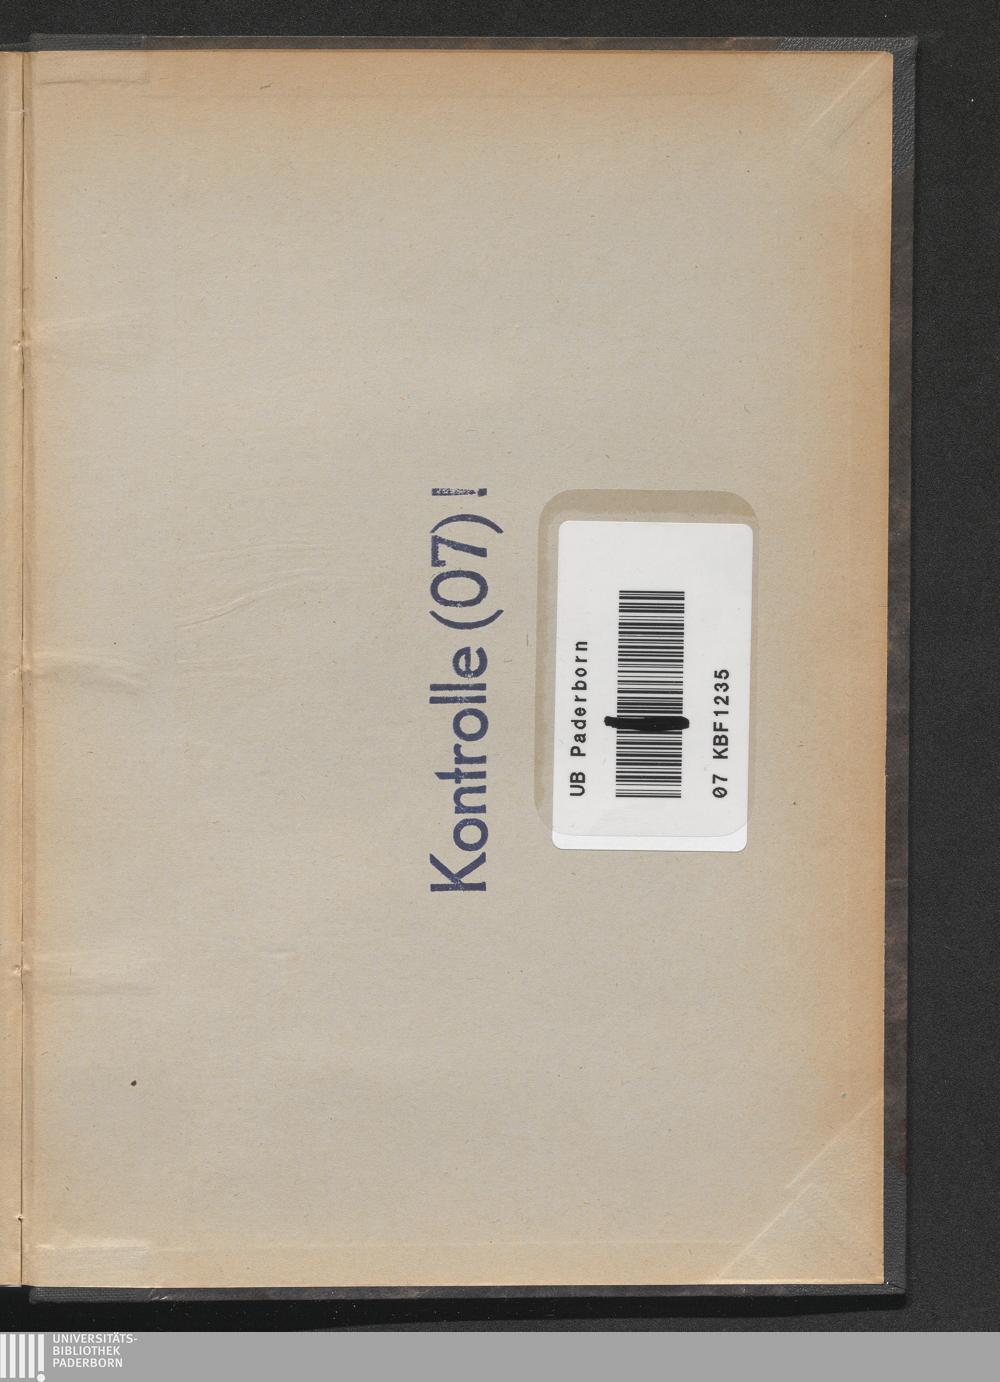 Kontrolle (07) !
UB Paderborn
07 KBF1235
UNIVERSITÄTS-
BIBLIOTHEK
PADERBORN